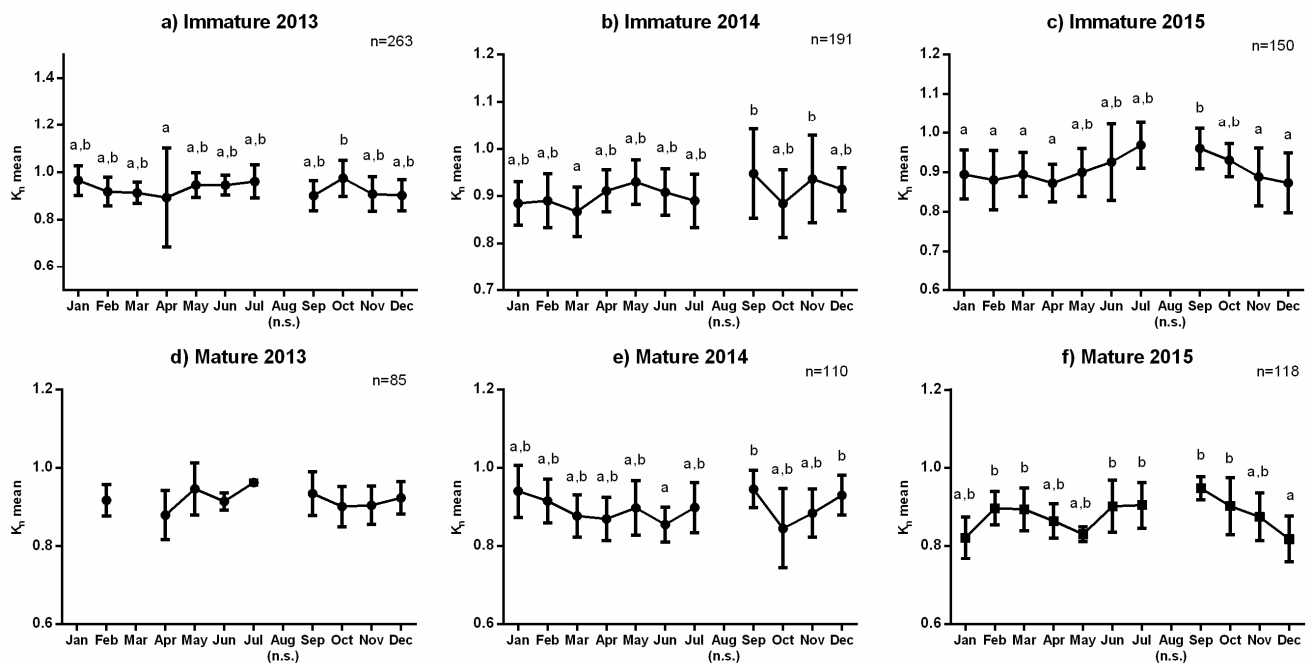 a) Immature 2013
n=263
Kn mean
1.4
1.2
1.0
0.8
0.6
a,b a,b a,b a a,b a,b a,b a,b b a,b a,b
Jan Feb Mar Apr May Jun Jul Aug Sep Oct Nov Dec
(n.s.)
b) Immature 2014
n=191
Kn mean
1.2
1.1
1.0
0.9
0.8
0.7
a,b a,b a a,b a,b a,b a,b b a,b b a,b
Jan Feb Mar Apr May Jun Jul Aug Sep Oct Nov Dec
(n.s.)
c) Immature 2015
n=150
Kn mean
1.2
1.1
1.0
0.9
0.8
0.7
0.6
a a a a a,b a,b a,b b a,b a a
Jan Feb Mar Apr May Jun Jul Aug Sep Oct Nov Dec
(n.s.)
d) Mature 2013
n=85
Kn mean
1.2
1.0
0.8
0.6
Jan Feb Mar Apr May Jun Jul Aug Sep Oct Nov Dec
(n.s.)
e) Mature 2014
n=110
Kn mean
1.2
1.0
0.8
0.6
a,b a,b a,b a,b a,b a a,b b a,b a,b b
Jan Feb Mar Apr May Jun Jul Aug Sep Oct Nov Dec
(n.s.)
f) Mature 2015
n=118
Kn mean
1.2
1.0
0.8
0.6
a,b b b a,b a,b b b b b a,b a
Jan Feb Mar Apr May Jun Jul Aug Sep Oct Nov Dec
(n.s.)